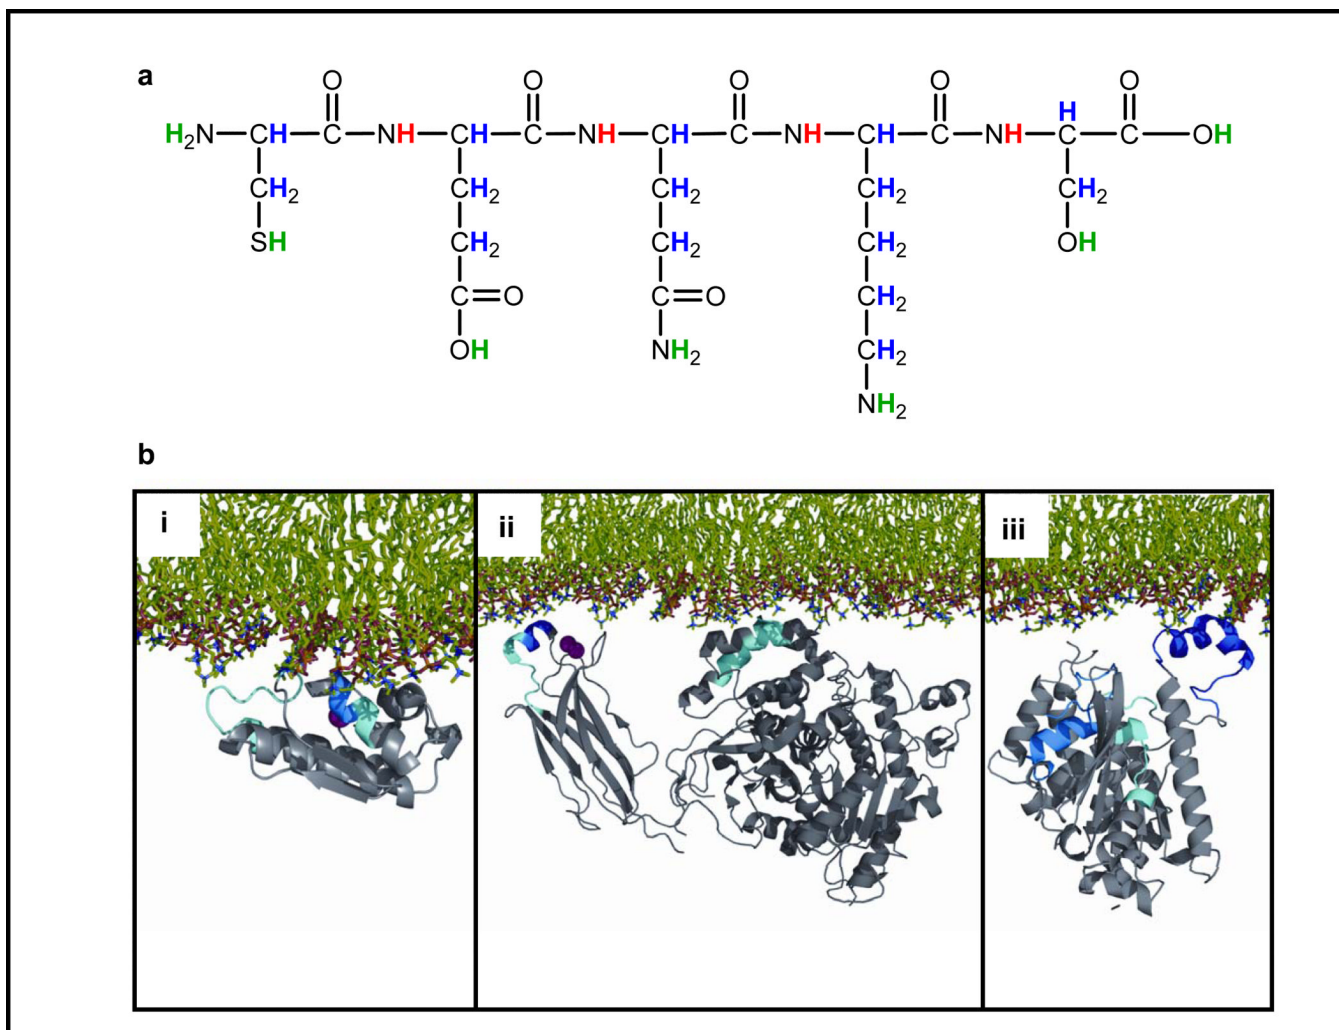 a
O O O O O
H₂N CH C NH CH C NH CH C NH CH C NH C H C OH
CH₂ CH₂ CH₂ CH₂ CH₂
SH CH₂ CH₂ CH₂ OH
C O C O CH₂
OH NH₂ CH₂
NH₂
b
i ii iii